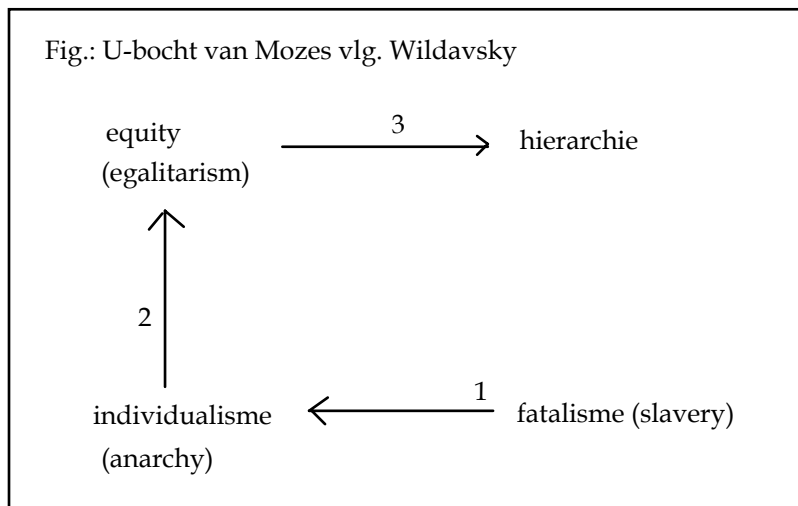 Fig.: U-bocht van Mozes vlg. Wildavsky
equity
(egalitarism)
3
hierarchie
2
individualisme
(anarchy)
1
fatalisme (slavery)